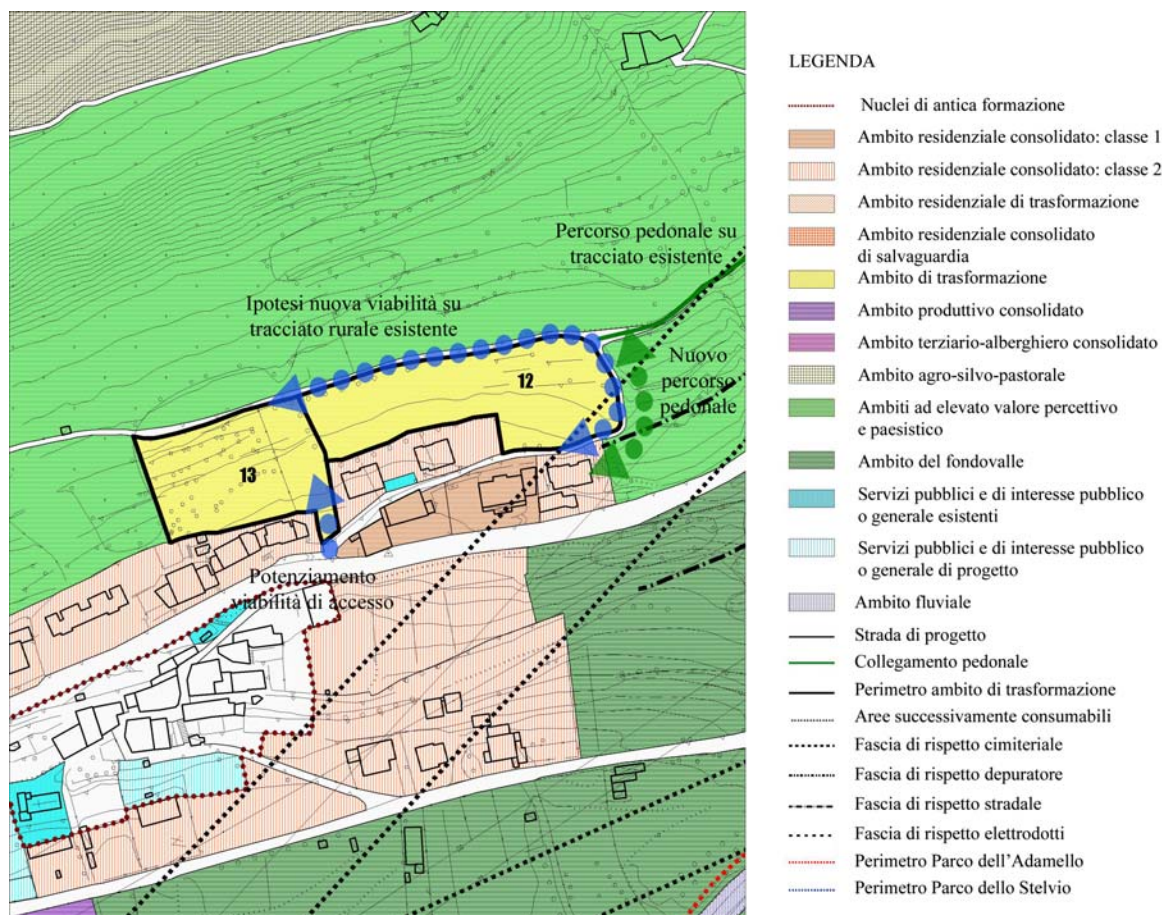 Percorso pedonale su
tracciato esistente
Ipotesi nuova viabilità su
tracciato rurale esistente
Nuovo
percorso
pedonale
12
13
Potenziamento
viabilità di accesso
LEGENDA
Nuclei di antica formazione
Ambito residenziale consolidato: classe 1
Ambito residenziale consolidato: classe 2
Ambito residenziale di trasformazione
Ambito residenziale consolidato
di salvaguardia
Ambito di trasformazione
Ambito produttivo consolidato
Ambito terziario-alberghiero consolidato
Ambito agro-silvo-pastorale
Ambiti ad elevato valore percettivo
e paesistico
Ambito del fondovalle
Servizi pubblici e di interesse pubblico
o generale esistenti
Servizi pubblici e di interesse pubblico
o generale di progetto
Ambito fluviale
Strada di progetto
Collegamento pedonale
Perimetro ambito di trasformazione
Aree successivamente consumabili
Fascia di rispetto cimiteriale
Fascia di rispetto depuratore
Fascia di rispetto stradale
Fascia di rispetto elettrodotti
Perimetro Parco dell'Adamello
Perimetro Parco dello Stelvio